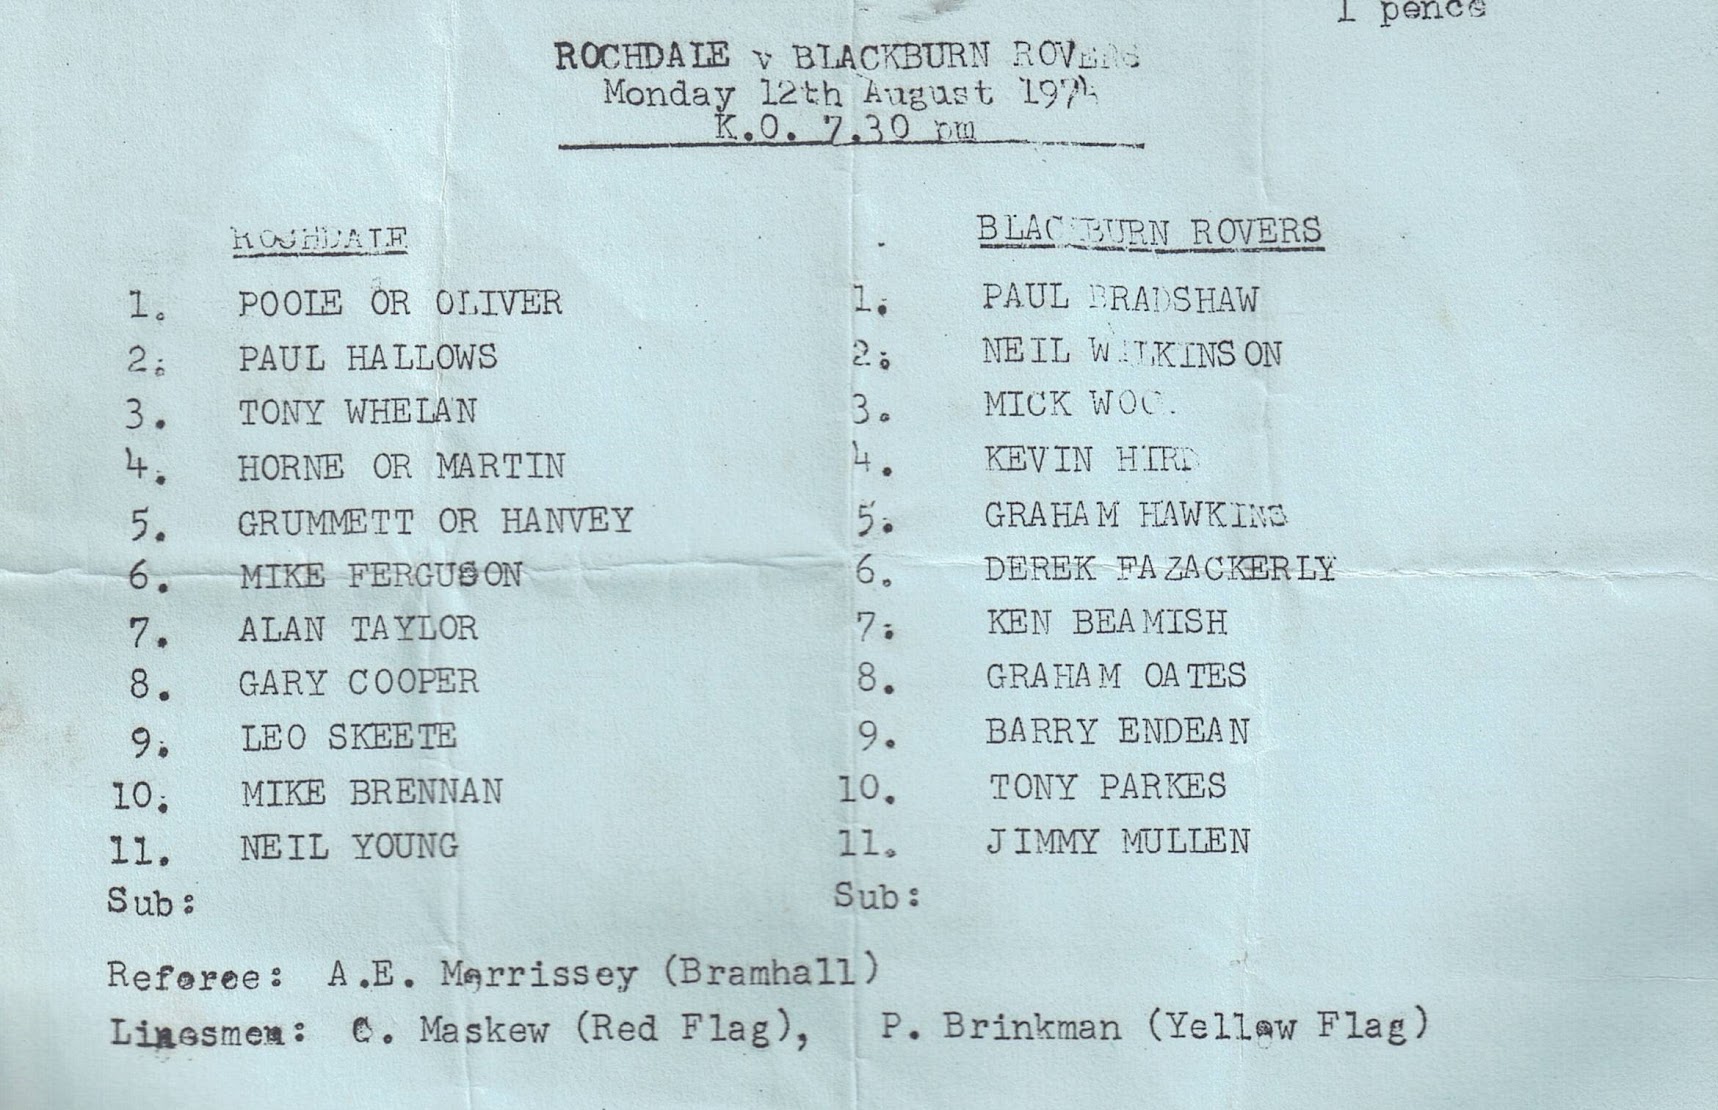 1 pence
ROCHDALE v BLACKBURN ROVERS
Monday 12th August 1974
K.O. 7.30 pm
ROCHDALE
BLACKBURN ROVERS
1. POOLE OR OLIVER
1. PAUL BRADSHAW
2. PAUL HALLOWS
2. NEIL WILKINSON
3. TONY WHELAN
3. MICK
4. HORNE OR MARTIN
4. KEVIN HIRD
5. GRUMMETT OR HANVEY
5. GRAHAM HAWKINS
6. MIKE FERGUSON
6. DEREK FAZACKERLY
7. ALAN TAYLOR
7. KEN BEAMISH
8. GARY COOPER
8. GRAHAM OATES
9. LEO SKEETE
9. BARRY ENDEAN
10. MIKE BRENNAN
10. TONY PARKES
11. NEIL YOUNG
11. JIMMY MULLEN
Sub:
Sub:
Referee: A.E. Morrissey (Bramhall)
Linesmen: C. Maskew (Red Flag), P. Brinkman (Yellow Flag)